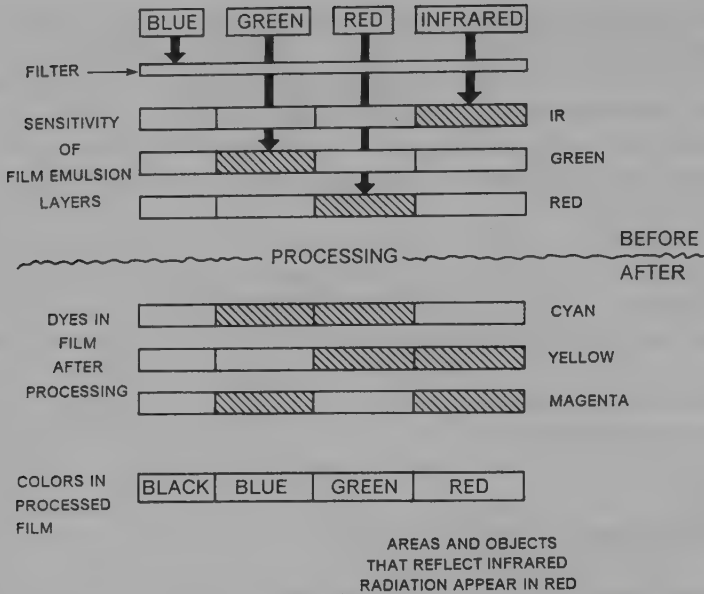 BLUE GREEN RED INFRARED
FILTER
SENSITIVITY
OF
FILM EMULSION
LAYERS
IR
GREEN
RED
PROCESSING
BEFORE
AFTER
DYES IN
FILM
AFTER
PROCESSING
CYAN
YELLOW
MAGENTA
COLORS IN
PROCESSED
FILM
BLACK BLUE GREEN RED
AREAS AND OBJECTS
THAT REFLECT INFRARED
RADIATION APPEAR IN RED